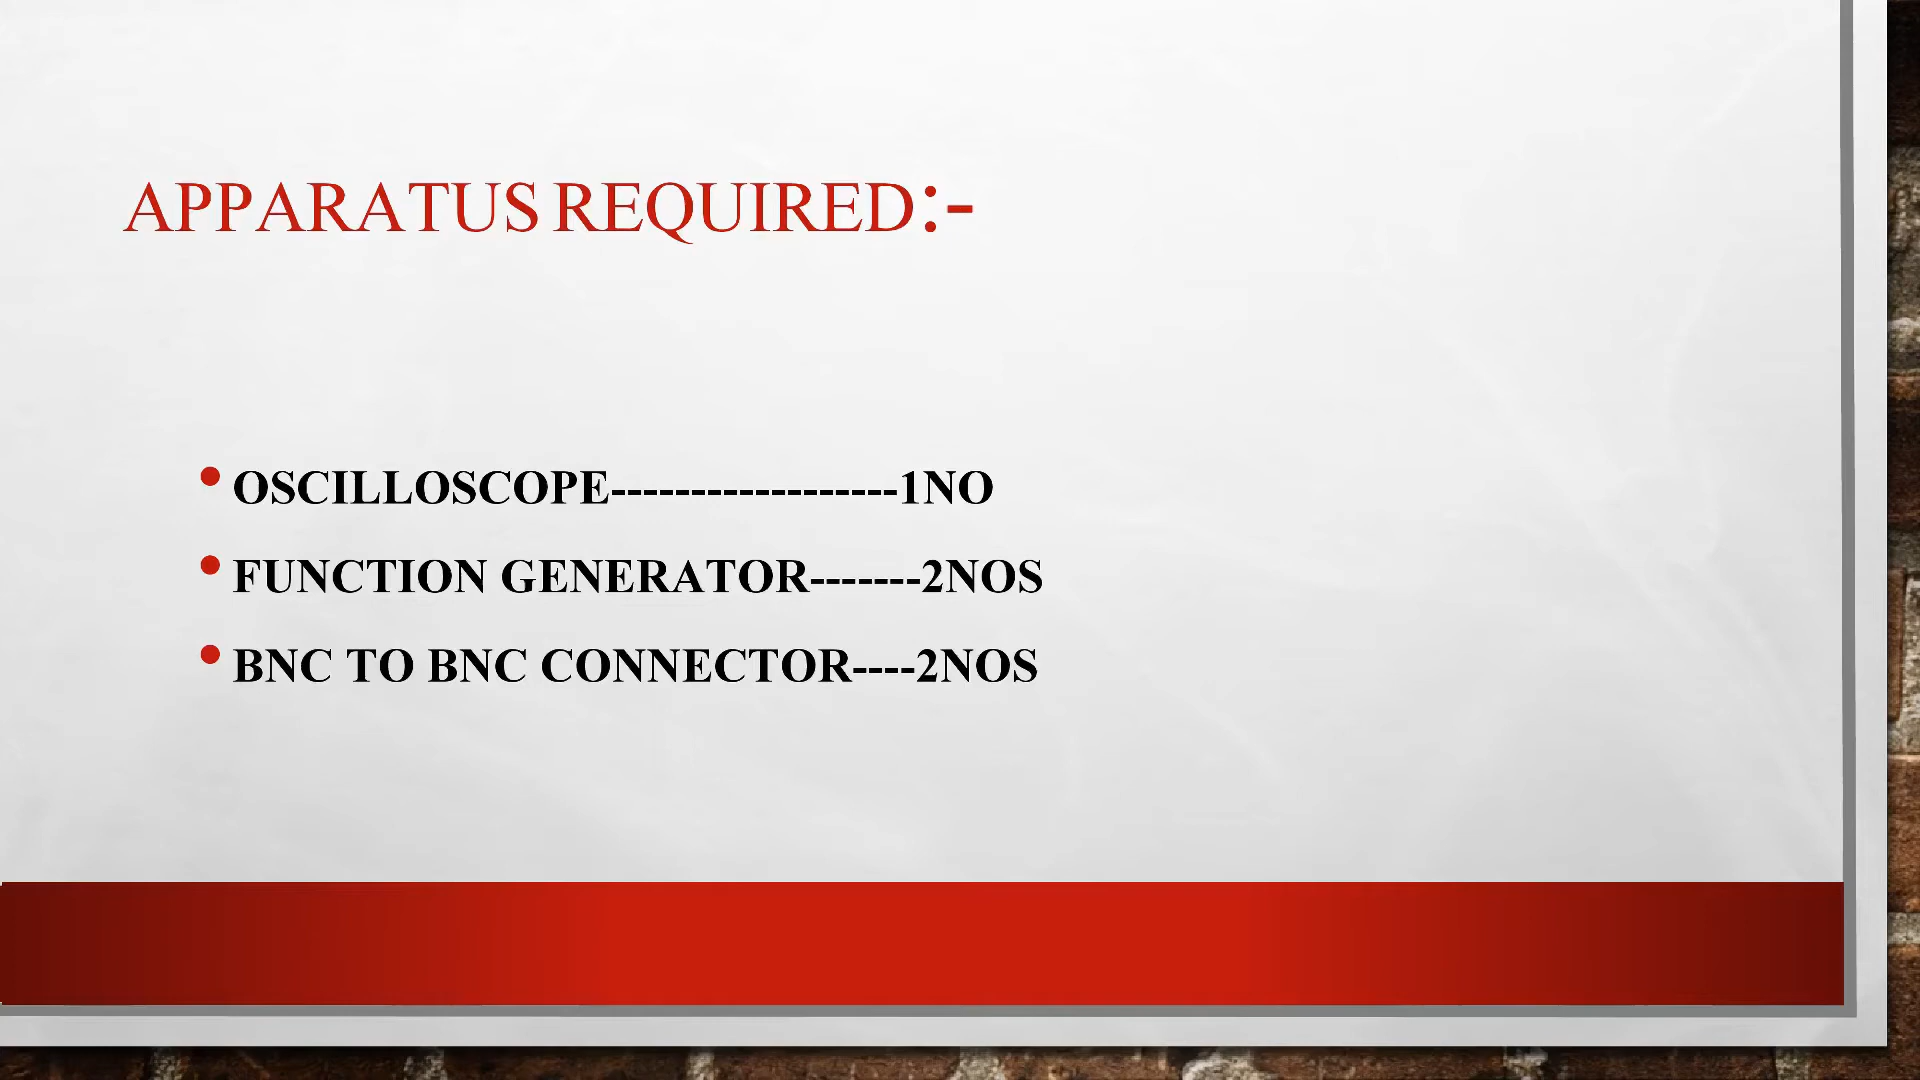 APPARATUS REQUIRED:-
• OSCILLOSCOPE------------------1NO
• FUNCTION GENERATOR-------2NOS
• BNC TO BNC CONNECTOR----2NOS